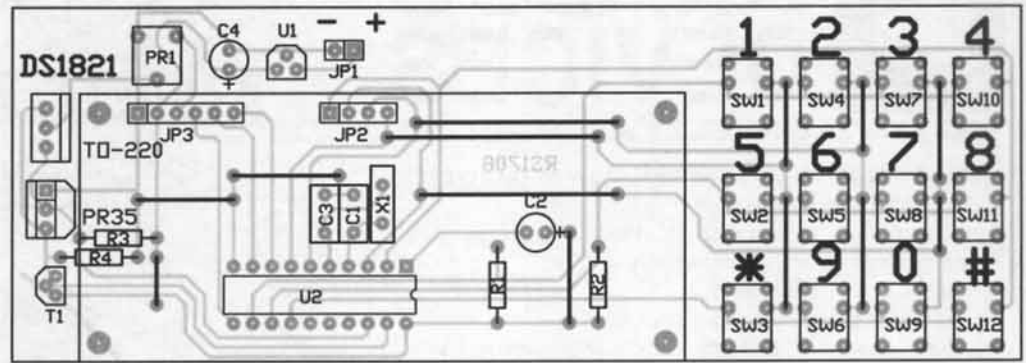 1 2 3 4
- +
C4 U1
PR1
DS1821
JP1
+
SW1 SW4 SW7 SW10
JP3 JP2
TO-220
RS1706
5 6 7 8
C3 C1 X1
C2
PR35
SW2 SW5 SW8 SW11
+
R3
R4
* 9 0 #
R1 R2
U2
T1
SW3 SW6 SW9 SW12